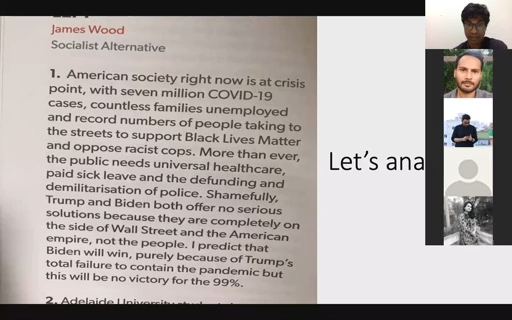 James Wood
Socialist Alternative
1. American society right now is at crisis
point, with seven million COVID-19
cases, countless families unemployed
and record numbers of people taking to
the streets to support Black Lives Matter
and oppose racist cops. More than ever,
the public needs universal healthcare,
paid sick leave and the defunding and
demilitarisation of police. Shamefully,
Trump and Biden both offer no serious
solutions because they are completely on
the side of Wall Street and the American
empire, not the people. I predict that
Biden will win, purely because of Trump's
total failure to contain the pandemic but
this will be no victory for the 99%.
2. Adelaide University
Let's ana